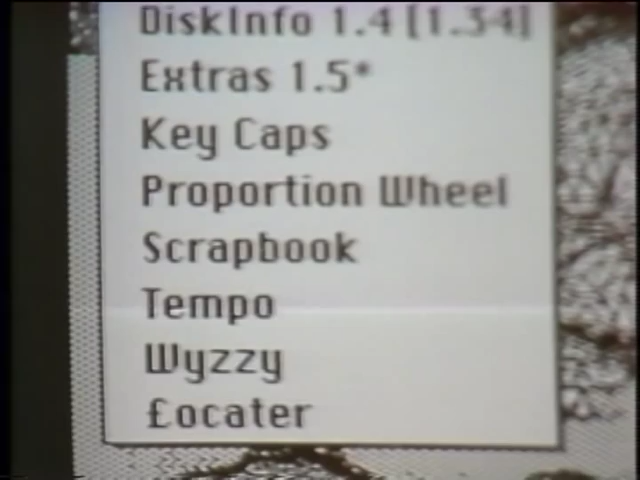 DiskInfo 1.4 [1.34]
Extras 1.5*
Key Caps
Proportion Wheel
Scrapbook
Tempo
Wyzzy
£ocater